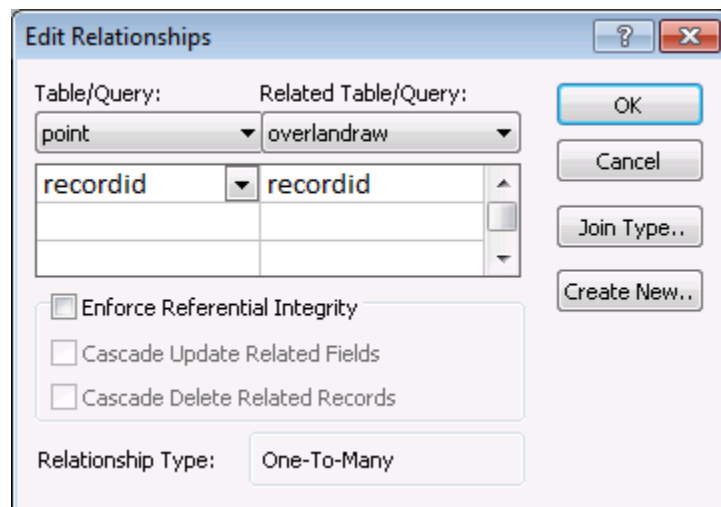 Edit Relationships
Table/Query: Related Table/Query:
OK
point overlandraw
Cancel
recordid recordid
Join Type..
Create New..
Enforce Referential Integrity
Cascade Update Related Fields
Cascade Delete Related Records
Relationship Type: One-To-Many